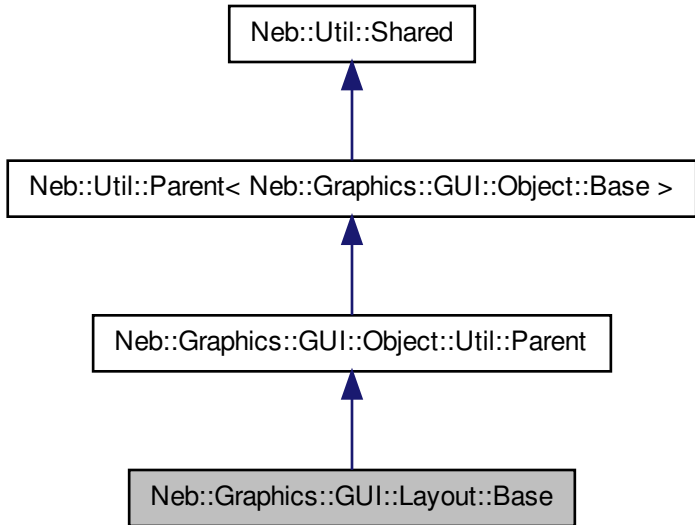 Neb::Util::Shared
Neb::Util::Parent< Neb::Graphics::GUI::Object::Base >
Neb::Graphics::GUI::Object::Util::Parent
Neb::Graphics::GUI::Layout::Base